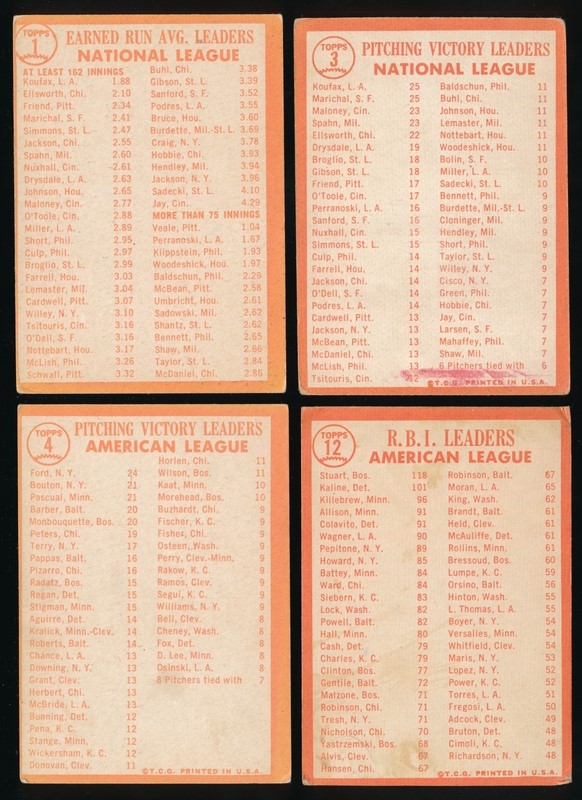 TOPPS
1
EARNED RUN AVG. LEADERS
NATIONAL LEAGUE
AT LEAST 162 INNINGS
Koufax, L. A. 1.88
Ellsworth, Chi. 2.10
Friend, Pitt. 2.34
Marichal, S. F. 2.41
Simmons, St. L. 2.47
Jackson, Chi. 2.55
Spahn, Mil. 2.60
Nuxhall, Cin. 2.61
Drysdale, L. A. 2.63
Johnson, Hou. 2.65
Maloney, Cin. 2.77
O'Toole, Cin. 2.88
Miller, L. A. 2.89
Short, Phil. 2.95
Culp, Phil. 2.97
Broglio, St. L. 2.99
Farrell, Hou. 3.03
Lemaster, Mil. 3.04
Cardwell, Pitt. 3.07
Willey, N. Y. 3.10
Tsitouris, Cin. 3.16
O'Dell, S. F. 3.16
Nottebart, Hou. 3.17
McLish, Phil. 3.26
Schwall, Pitt. 3.32
Buhl, Chi. 3.38
Gibson, St. L. 3.39
Sanford, S. F. 3.52
Podres, L. A. 3.55
Bruce, Hou. 3.60
Burdette, Mil.-St. L. 3.69
Craig, N. Y. 3.78
Hobbie, Chi. 3.93
Hendley, Mil. 3.94
Jackson, N. Y. 3.96
Sadecki, St. L. 4.10
Jay, Cin. 4.29
MORE THAN 75 INNINGS
Veale, Pitt. 1.04
Perranoski, L. A. 1.67
Klippstein, Phil. 1.93
Woodeshick, Hou. 1.97
Baldschun, Phil. 2.29
McBean, Pitt. 2.58
Umbricht, Hou. 2.61
Sadowski, Mil. 2.62
Shantz, St. L. 2.62
Bennett, Phil. 2.65
Shaw, Mil. 2.66
Taylor, St. L. 2.84
McDaniel, Chi. 2.86
TOPPS
3
PITCHING VICTORY LEADERS
NATIONAL LEAGUE
Koufax, L. A. 25
Marichal, S. F. 25
Maloney, Cin. 23
Spahn, Mil. 23
Ellsworth, Chi. 22
Drysdale, L. A. 19
Broglio, St. L. 18
Gibson, St. L. 18
Friend, Pitt. 17
O'Toole, Cin. 17
Perranoski, L. A. 16
Sanford, S. F. 16
Nuxhall, Cin. 15
Simmons, St. L. 15
Culp, Phil. 14
Farrell, Hou. 14
Jackson, Chi. 14
O'Dell, S. F. 14
Podres, L. A. 14
Cardwell, Pitt. 13
Jackson, N. Y. 13
McBean, Pitt. 13
McDaniel, Chi. 13
McLish, Phil. 13
Tsitouris, Cin. 12
Baldschun, Phil. 11
Buhl, Chi. 11
Johnson, Hou. 11
Lemaster, Mil. 11
Nottebart, Hou. 11
Woodeshick, Hou. 11
Bolin, S. F. 10
Miller, L. A. 10
Sadecki, St. L. 10
Bennett, Phil. 9
Burdette, Mil.-St. L. 9
Cloninger, Mil. 9
Hendley, Mil. 9
Short, Phil. 9
Taylor, St. L. 9
Willey, N. Y. 9
Cisco, N. Y. 7
Green, Phil. 7
Hobbie, Chi. 7
Jay, Cin. 7
Larsen, S. F. 7
Mahaffey, Phil. 7
Shaw, Mil. 7
6 Pitchers tied with 6
©T.C.G. PRINTED IN U.S.A.
TOPPS
4
PITCHING VICTORY LEADERS
AMERICAN LEAGUE
Ford, N. Y. 24
Bouton, N. Y. 21
Pascual, Minn. 21
Barber, Balt. 20
Monbouquette, Bos. 20
Peters, Chi. 19
Terry, N. Y. 17
Pappas, Balt. 16
Pizarro, Chi. 16
Radatz, Bos. 15
Regan, Det. 15
Stigman, Minn. 15
Aguirre, Det. 14
Kralick, Minn.-Clev. 14
Roberts, Balt. 14
Chance, L. A. 13
Downing, N. Y. 13
Grant, Clev. 13
Herbert, Chi. 13
McBride, L. A. 13
Bunning, Det. 12
Pena, K. C. 12
Stange, Minn. 12
Wickersham, K. C. 12
Donovan, Clev. 11
Horlen, Chi. 11
Wilson, Bos. 11
Kaat, Minn. 10
Morehead, Bos. 10
Buzhardt, Chi. 9
Fischer, K. C. 9
Fisher, Chi. 9
Osteen, Wash. 9
Perry, Clev.-Minn. 9
Rakow, K. C. 9
Ramos, Clev. 9
Segui, K. C. 9
Williams, N. Y. 9
Bell, Clev. 8
Cheney, Wash. 8
Fox, Det. 8
D. Lee, Minn. 8
Osinski, L. A. 8
8 Pitchers tied with 7
©T.C.G. PRINTED IN U.S.A.
TOPPS
12
R.B.I. LEADERS
AMERICAN LEAGUE
Stuart, Bos. 118
Kaline, Det. 101
Killebrew, Minn. 96
Allison, Minn. 91
Colavito, Det. 91
Wagner, L. A. 90
Pepitone, N. Y. 89
Howard, N. Y. 85
Battey, Minn. 84
Ward, Chi. 84
Siebern, K. C. 83
Lock, Wash. 82
Powell, Balt. 82
Hall, Minn. 80
Cash, Det. 79
Charles, K. C. 79
Clinton, Bos. 77
Gentile, Balt. 72
Malzone, Bos. 71
Robinson, Chi. 71
Tresh, N. Y. 71
Nicholson, Chi. 70
Yastrzemski, Bos. 68
Alvis, Clev. 67
Hansen, Chi. 67
Robinson, Balt. 67
Moran, L. A. 65
King, Wash. 62
Brandt, Balt. 61
Held, Clev. 61
McAuliffe, Det. 61
Rollins, Minn. 61
Bressoud, Bos. 60
Lumpe, K. C. 59
Orsino, Balt. 56
Hinton, Wash. 55
L. Thomas, L. A. 55
Boyer, N. Y. 54
Versalles, Minn. 54
Whitfield, Clev. 54
Maris, N. Y. 53
Lopez, N. Y. 52
Power, K. C. 52
Torres, L. A. 51
Fregosi, L. A. 50
Adcock, Clev. 49
Bruton, Det. 48
Cimoli, K. C. 48
Richardson, N. Y. 48
©T.C.G. PRINTED IN U.S.A.